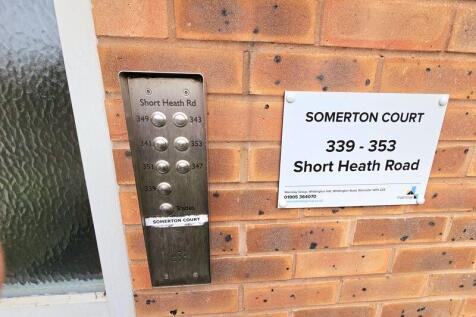 Short Heath Rd
349 343
341 353
351 347
339
Trades
SOMERTON COURT
SOMERTON COURT
339 - 353
Short Heath Road
01905 364070